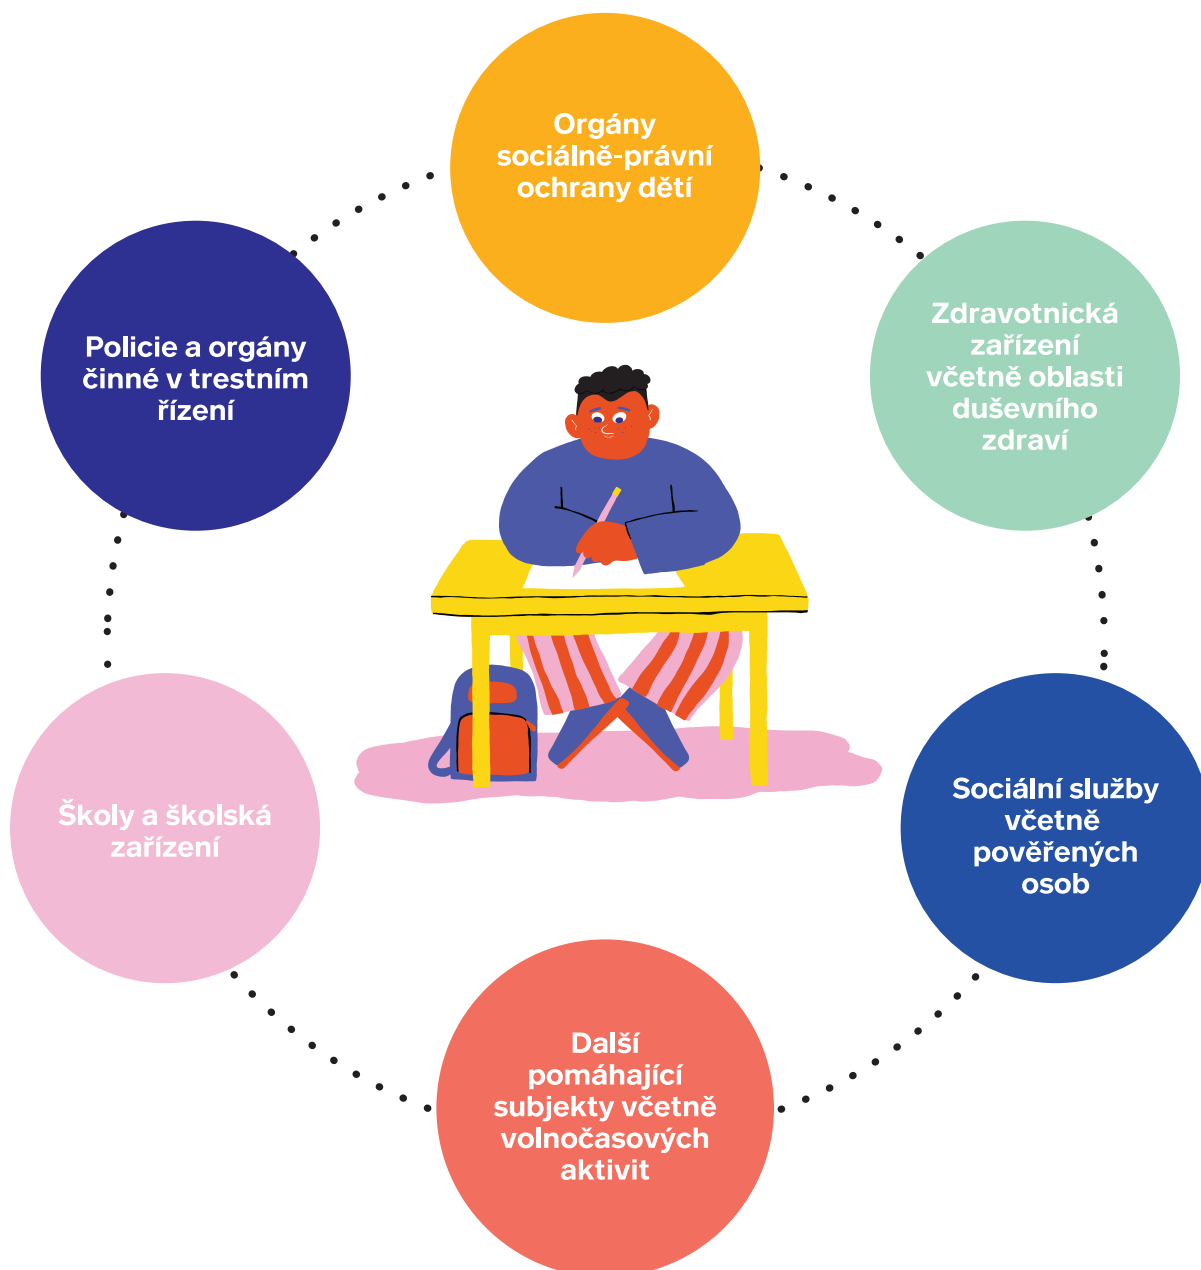 Orgány
sociálně-právní
ochrany dětí
Policie a orgány
činné v trestním
řízení
Zdravotnická
zařízení
včetně oblasti
duševního
zdraví
Školy a školská
zařízení
Sociální služby
včetně
pověřených
osob
Další
pomáhající
subjekty včetně
volnočasových
aktivit